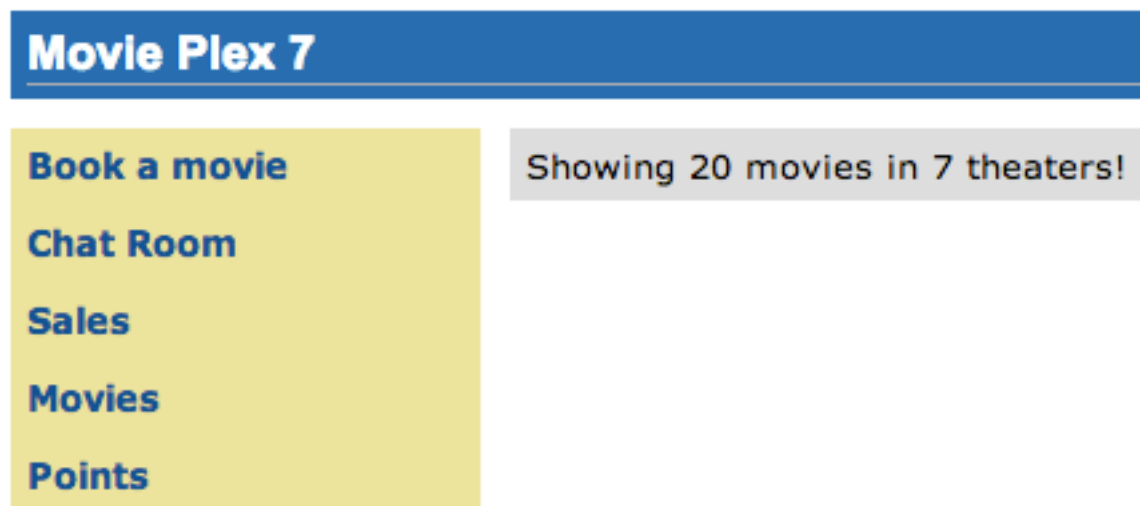 Movie Plex 7
Book a movie
Chat Room
Sales
Movies
Points
Showing 20 movies in 7 theaters!